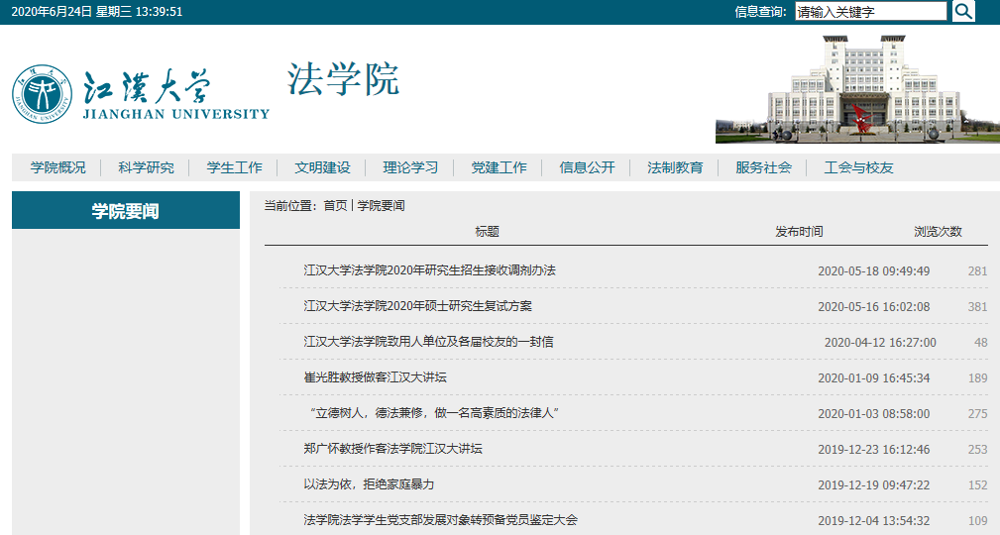 2020年6月24日 星期三 13:39:51 信息查询: 请输入关键字
江漢大学 法学院
JIANGHAN UNIVERSITY
学院概况 科学研究 学生工作 文明建设 理论学习 党建工作 信息公开 法制教育 服务社会 工会与校友
学院要闻
当前位置：首页 | 学院要闻
标题 发布时间 浏览次数
江汉大学法学院2020年研究生招生接收调剂办法 2020-05-18 09:49:49 281
江汉大学法学院2020年硕士研究生复试方案 2020-05-16 16:02:08 381
江汉大学法学院致用人单位及各届校友的一封信 2020-04-12 16:27:00 48
崔光胜教授做客江汉大讲坛 2020-01-09 16:45:34 189
“立德树人，德法兼修，做一名高素质的法律人” 2020-01-03 08:58:00 275
郑广怀教授作客法学院江汉大讲坛 2019-12-23 16:12:46 253
以法为依，拒绝家庭暴力 2019-12-19 09:47:22 152
法学院法学学生党支部发展对象转预备党员鉴定大会 2019-12-04 13:54:32 109